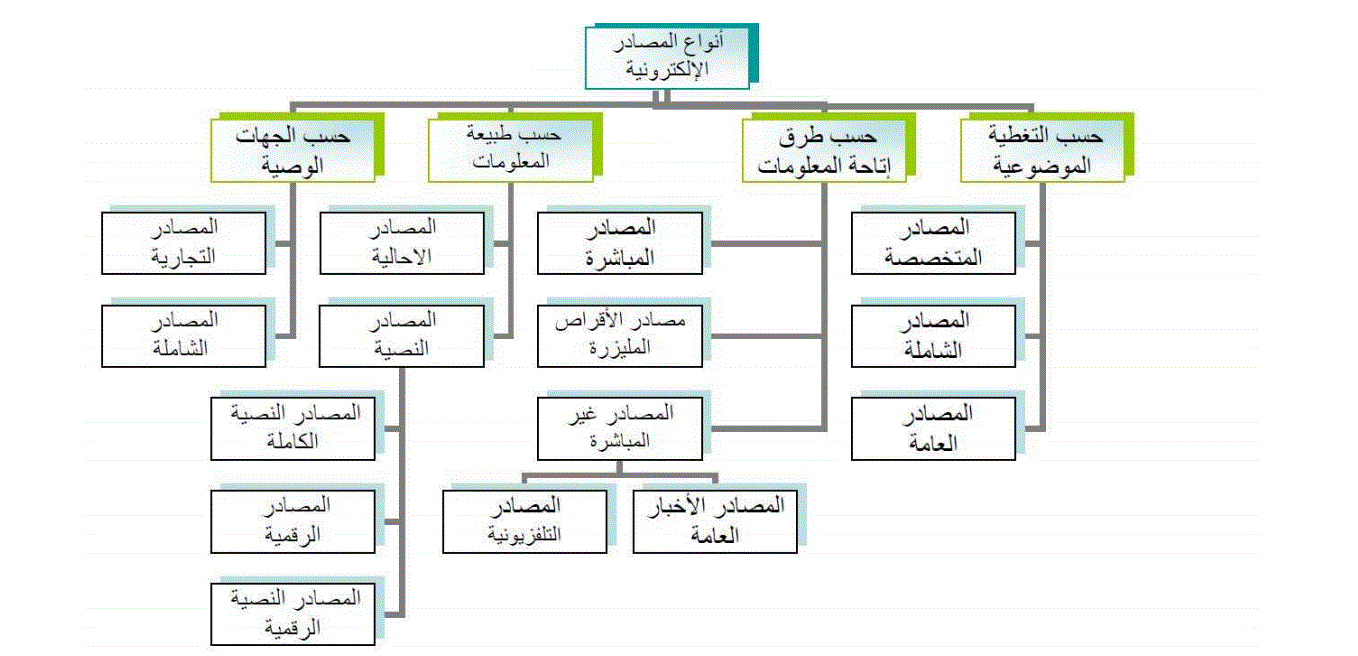 أنواع المصادر
الإلكترونية
حسب التغطية
الموضوعية
حسب طرق
إتاحة المعلومات
حسب طبيعة
المعلومات
حسب الجهات
الوصية
المصادر
المتخصصة
المصادر
المباشرة
المصادر
الاحالية
المصادر
التجارية
المصادر
الشاملة
مصادر الأقراص
المليزرة
المصادر
النصية
المصادر
الشاملة
المصادر
العامة
المصادر غير
المباشرة
المصادر النصية
الكاملة
المصادر الأخبار
العامة
المصادر
التلفزيونية
المصادر
الرقمية
المصادر النصية
الرقمية